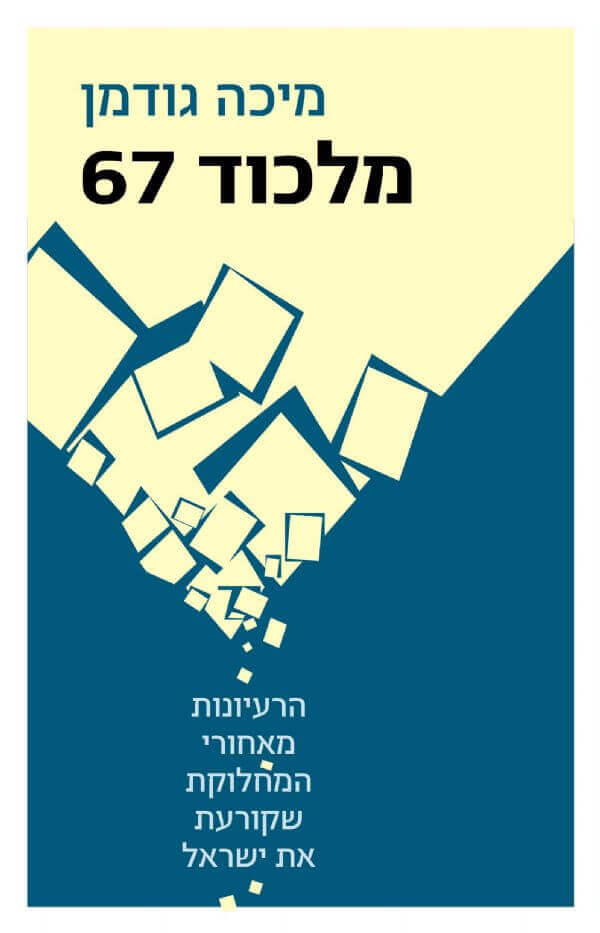 מיכה גודמן
מלכוד 67
הרעיונות
מאחורי
המחלוקת
שקורעת
את ישראל